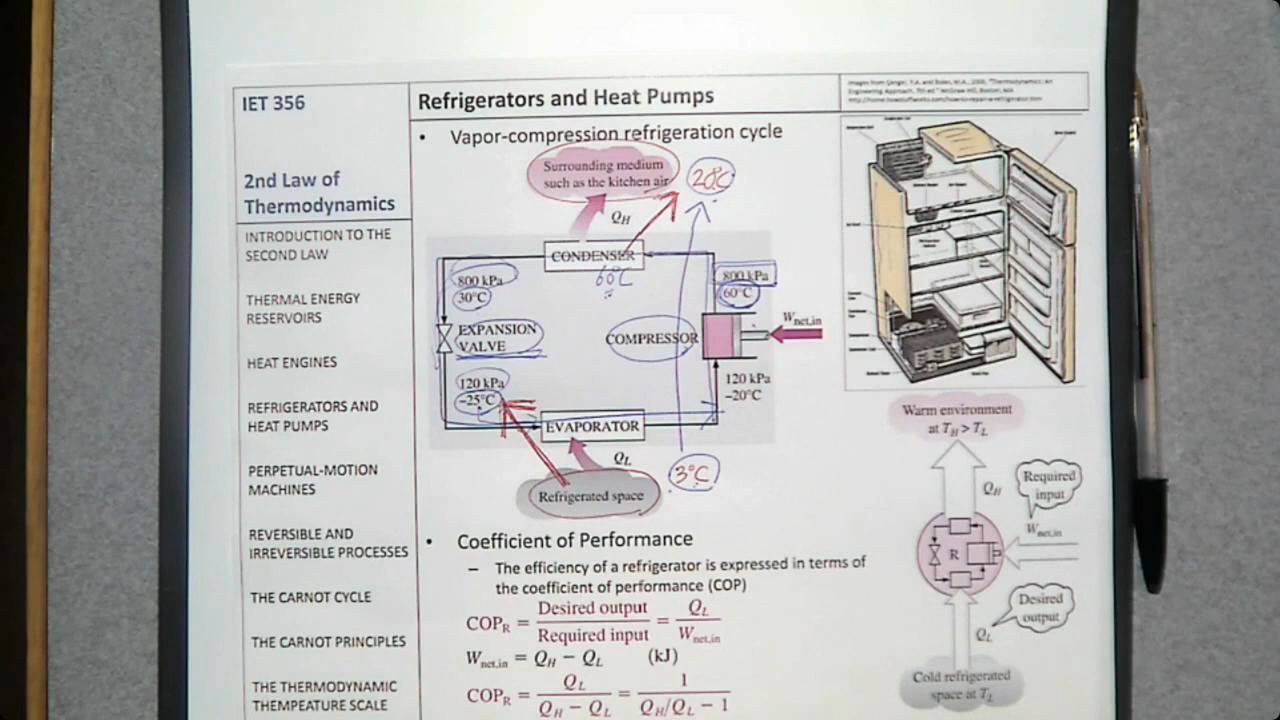 IET 356
2nd Law of
Thermodynamics
INTRODUCTION TO THE
SECOND LAW
THERMAL ENERGY
RESERVOIRS
HEAT ENGINES
REFRIGERATORS AND
HEAT PUMPS
PERPETUAL-MOTION
MACHINES
REVERSIBLE AND
IRREVERSIBLE PROCESSES
THE CARNOT CYCLE
THE CARNOT PRINCIPLES
THE THERMODYNAMIC
THEMPEATURE SCALE
Refrigerators and Heat Pumps
• Vapor-compression refrigeration cycle
Surrounding medium
such as the kitchen air
20°C
Q_H
CONDENSER
60°C
800 kPa
30°C
800 kPa
60°C
EXPANSION
VALVE
COMPRESSOR
W_net,in
120 kPa
−25°C
120 kPa
−20°C
EVAPORATOR
Q_L
3°C
Refrigerated space
• Coefficient of Performance
– The efficiency of a refrigerator is expressed in terms of
the coefficient of performance (COP)
COP_R = Desired output / Required input = Q_L / W_net,in
W_net,in = Q_H − Q_L (kJ)
COP_R = Q_L / (Q_H − Q_L) = 1 / (Q_H/Q_L − 1)
Warm environment
at T_H > T_L
Q_H
Required
input
W_net,in
R
Desired
output
Q_L
Cold refrigerated
space at T_L